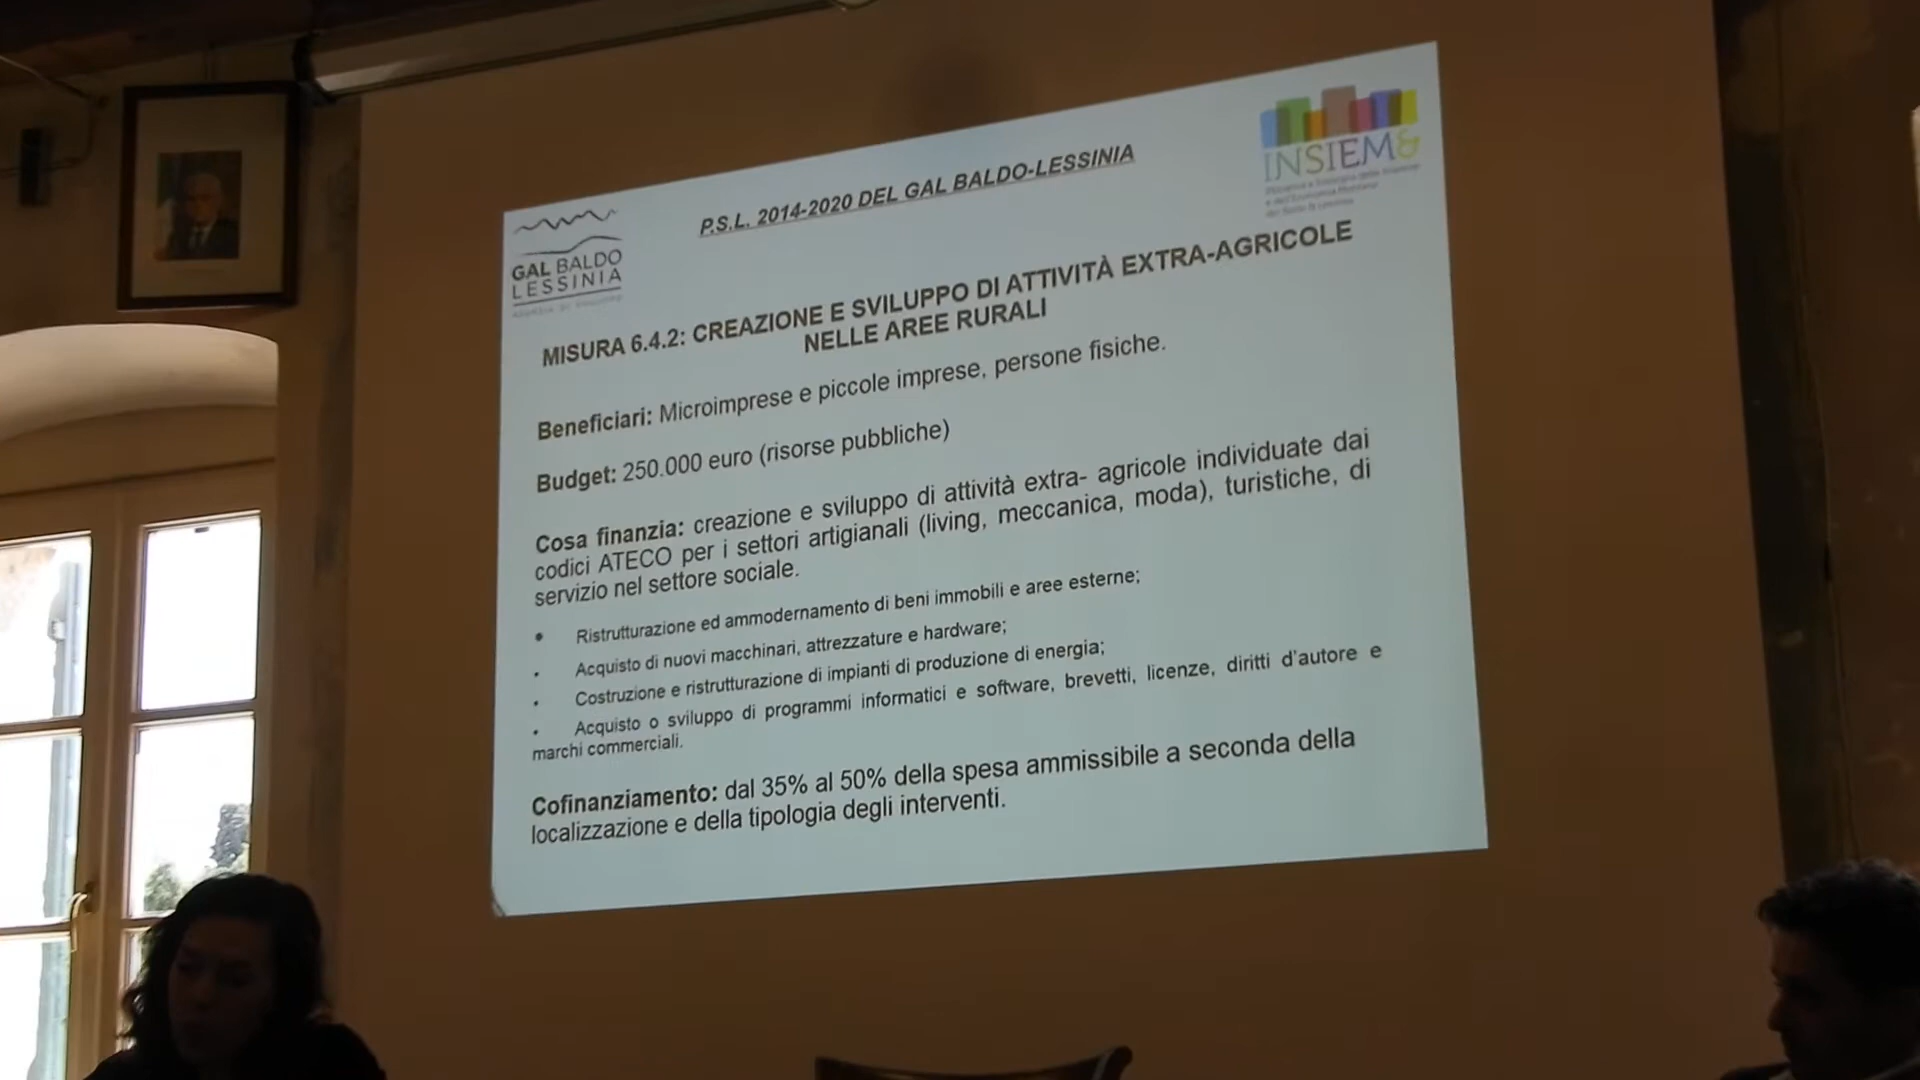 P.S.L. 2014-2020 DEL GAL BALDO-LESSINIA
INSIEM&
GAL BALDO
LESSINIA
MISURA 6.4.2: CREAZIONE E SVILUPPO DI ATTIVITÀ EXTRA-AGRICOLE
NELLE AREE RURALI
Beneficiari: Microimprese e piccole imprese, persone fisiche.
Budget: 250.000 euro (risorse pubbliche)
Cosa finanzia: creazione e sviluppo di attività extra- agricole individuate dai
codici ATECO per i settori artigianali (living, meccanica, moda), turistiche, di
servizio nel settore sociale.
• Ristrutturazione ed ammodernamento di beni immobili e aree esterne;
• Acquisto di nuovi macchinari, attrezzature e hardware;
• Costruzione e ristrutturazione di impianti di produzione di energia;
• Acquisto o sviluppo di programmi informatici e software, brevetti, licenze, diritti d'autore e
marchi commerciali.
Cofinanziamento: dal 35% al 50% della spesa ammissibile a seconda della
localizzazione e della tipologia degli interventi.